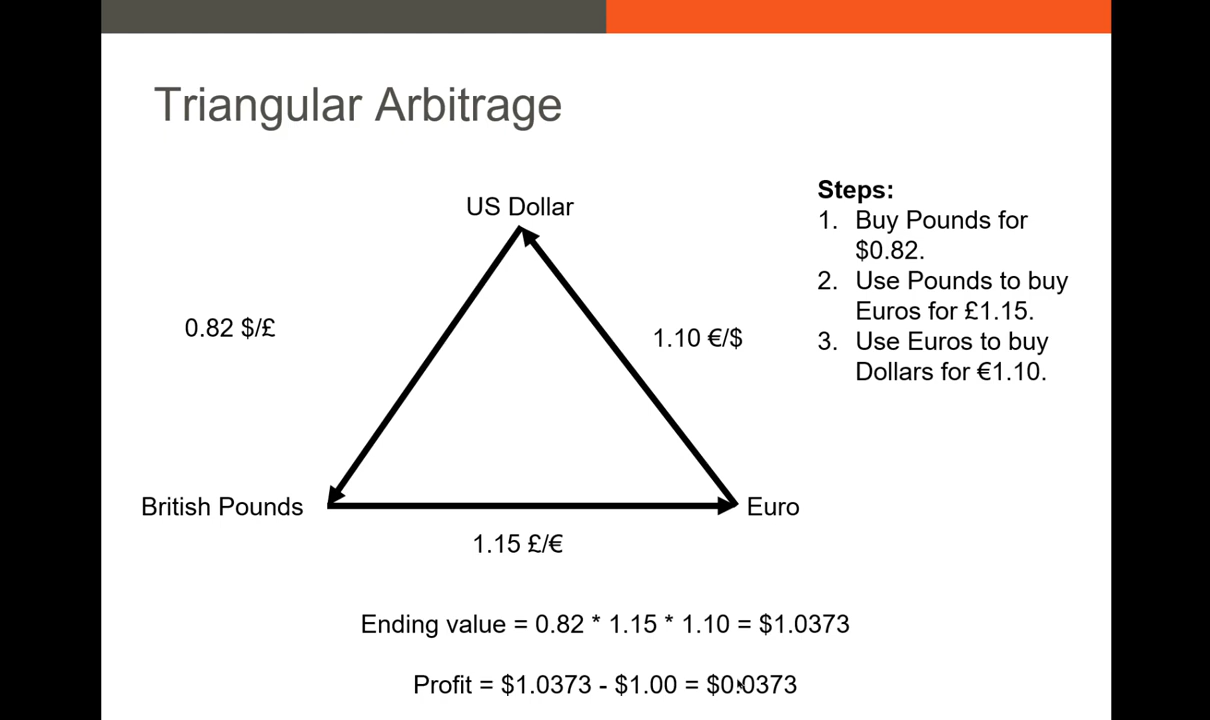 Triangular Arbitrage
US Dollar
0.82 $/£
1.10 €/$
British Pounds
Euro
1.15 £/€
Steps:
1. Buy Pounds for
$0.82.
2. Use Pounds to buy
Euros for £1.15.
3. Use Euros to buy
Dollars for €1.10.
Ending value = 0.82 * 1.15 * 1.10 = $1.0373
Profit = $1.0373 - $1.00 = $0.0373